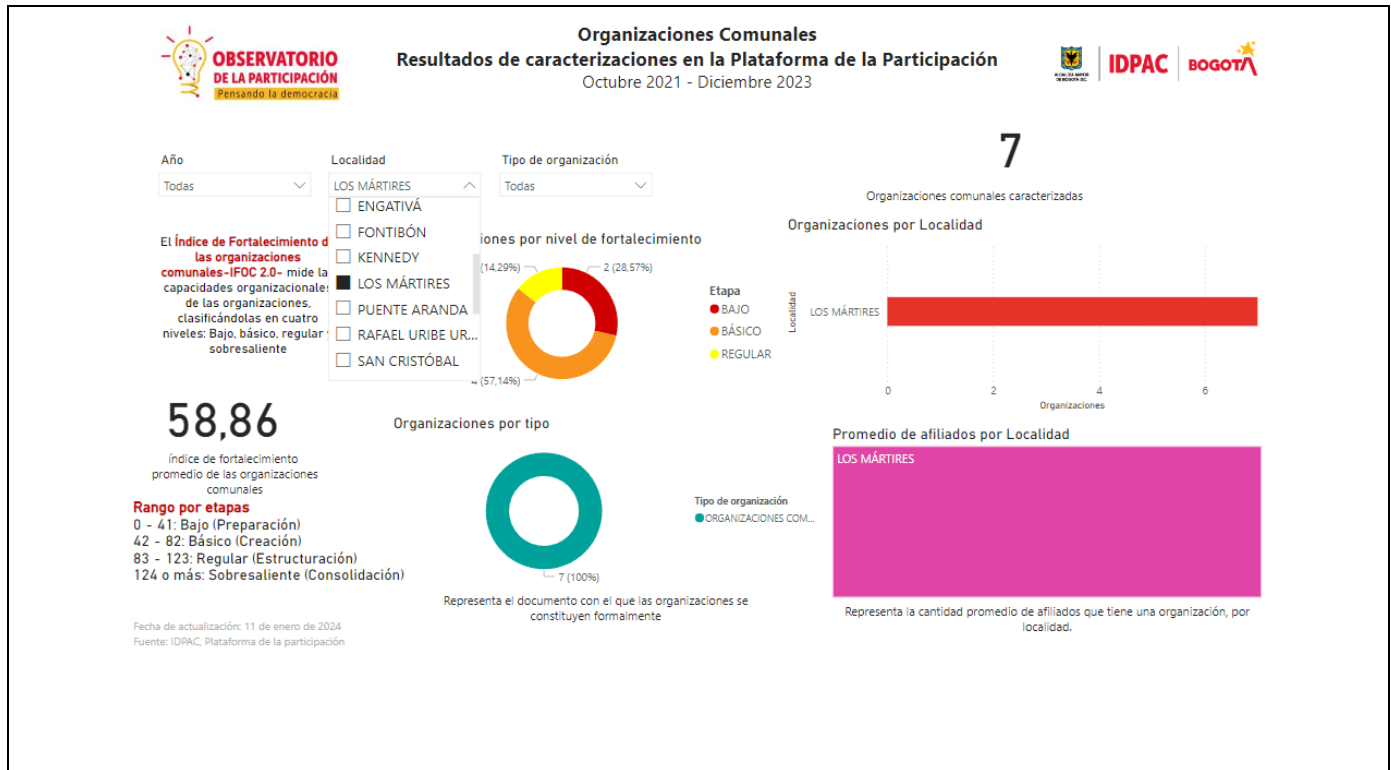 OBSERVATORIO
DE LA PARTICIPACIÓN
Pensando la democracia
Organizaciones Comunales
Resultados de caracterizaciones en la Plataforma de la Participación
Octubre 2021 - Diciembre 2023
IDPAC
BOGOTÁ
Año
Todas
Localidad
LOS MÁRTIRES
Tipo de organización
Todas
ENGATIVÁ
FONTIBÓN
KENNEDY
LOS MÁRTIRES
PUENTE ARANDA
RAFAEL URIBE UR...
SAN CRISTÓBAL
7
Organizaciones comunales caracterizadas
El Índice de Fortalecimiento d
las organizaciones
comunales-IFOC 2.0- mide la
capacidades organizacionales
de las organizaciones,
clasificándolas en cuatro
niveles: Bajo, básico, regular
sobresaliente
iones por nivel de fortalecimiento
(14,29%)
2 (28,57%)
(57,14%)
Etapa
BAJO
BÁSICO
REGULAR
Organizaciones por Localidad
Localidad
LOS MÁRTIRES
0 2 4 6
Organizaciones
58,86
índice de fortalecimiento
promedio de las organizaciones
comunales
Rango por etapas
0 - 41: Bajo (Preparación)
42 - 82: Básico (Creación)
83 - 123: Regular (Estructuración)
124 o más: Sobresaliente (Consolidación)
Organizaciones por tipo
7 (100%)
Tipo de organización
ORGANIZACIONES COM...
Representa el documento con el que las organizaciones se
constituyen formalmente
Promedio de afiliados por Localidad
LOS MÁRTIRES
Representa la cantidad promedio de afiliados que tiene una organización, por
localidad.
Fecha de actualización: 11 de enero de 2024
Fuente: IDPAC, Plataforma de la participación